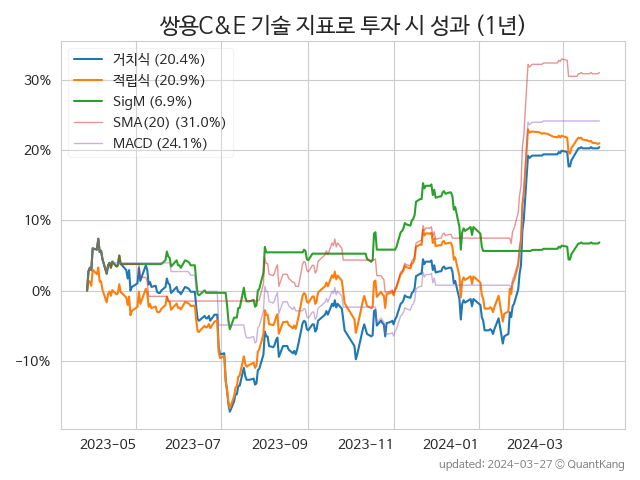 쌍용C&E 기술 지표로 투자 시 성과 (1년)
거치식 (20.4%)
적립식 (20.9%)
SigM (6.9%)
SMA(20) (31.0%)
MACD (24.1%)
30%
20%
10%
0%
−10%
2023-05 2023-07 2023-09 2023-11 2024-01 2024-03
updated: 2024-03-27 © QuantKang